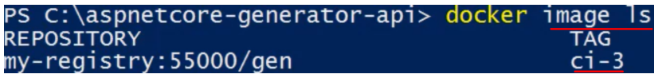 PS C:\aspnetcore-generator-api> docker image ls
REPOSITORY TAG
my-registry:55000/gen ci-3